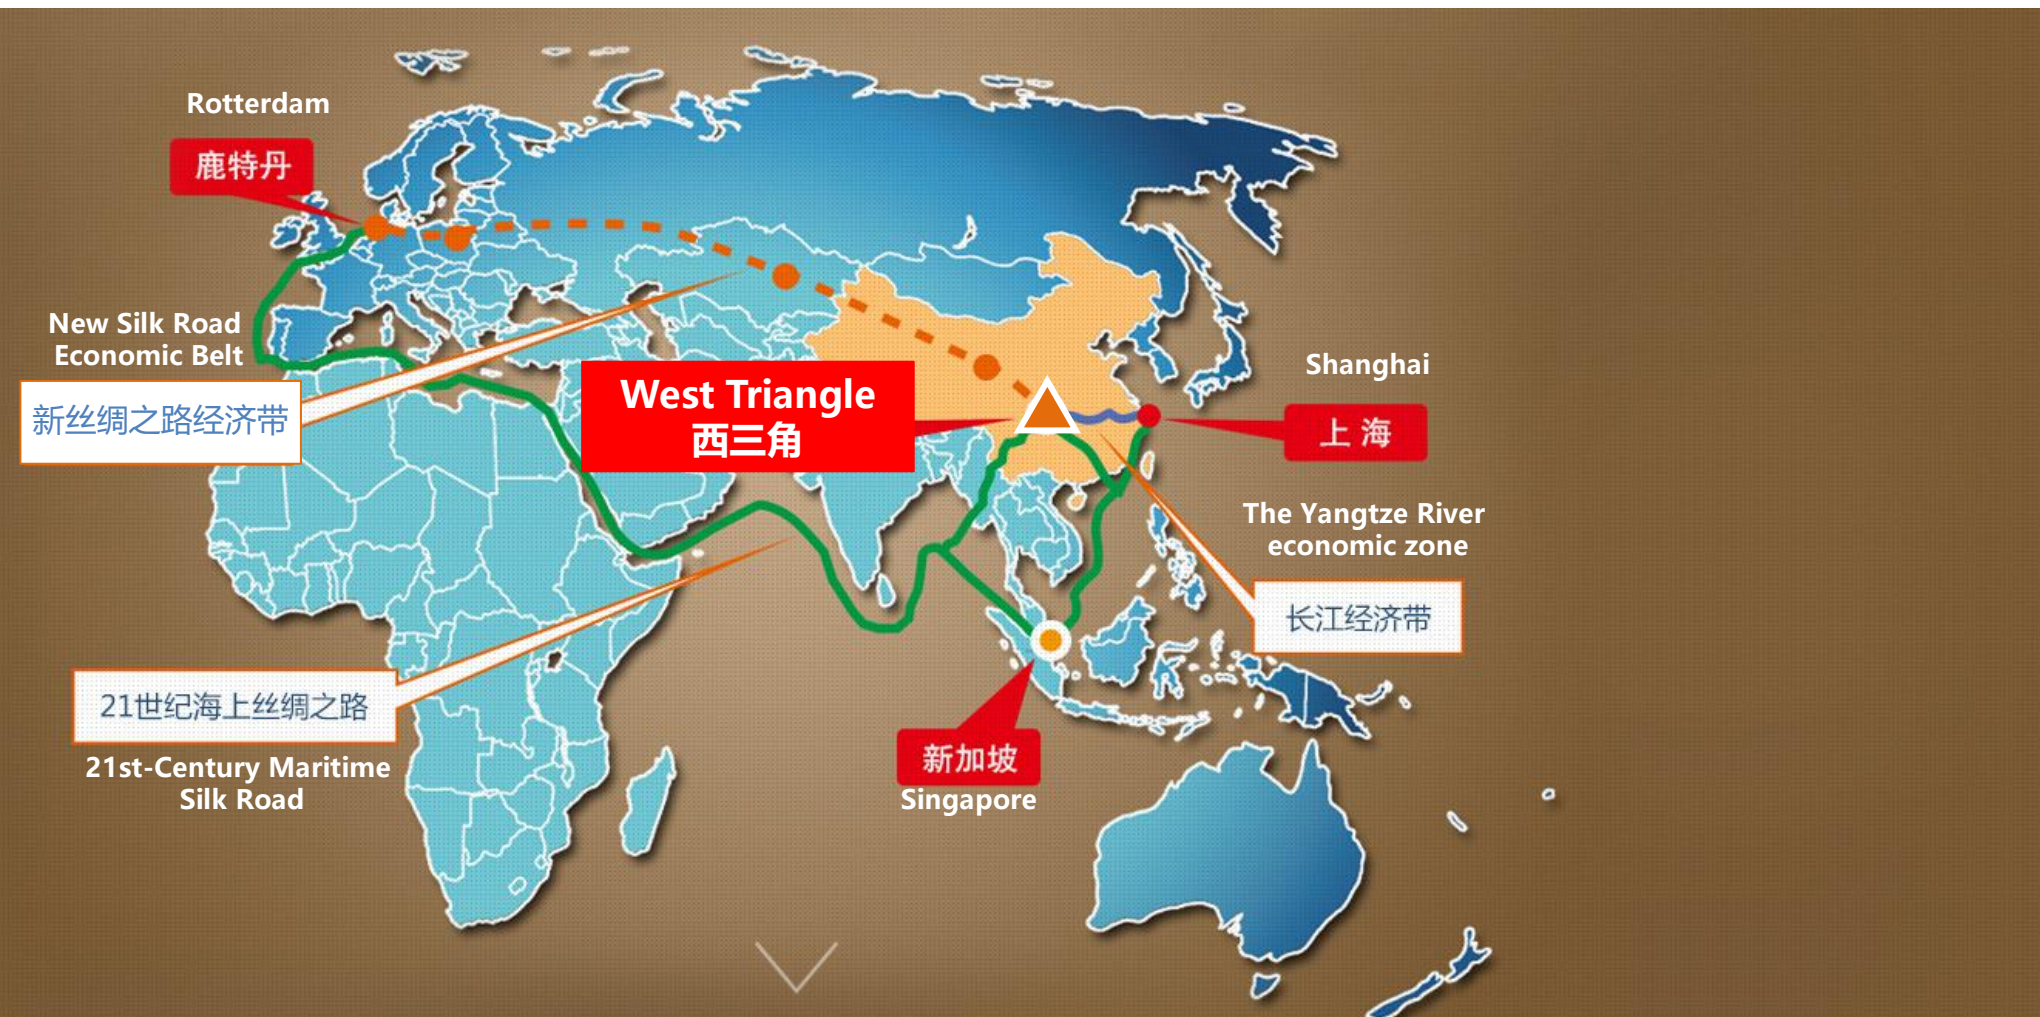 Rotterdam
鹿特丹
New Silk Road
Economic Belt
新丝绸之路经济带
West Triangle
西三角
Shanghai
上海
The Yangtze River
economic zone
长江经济带
21世纪海上丝绸之路
21st-Century Maritime
Silk Road
新加坡
Singapore